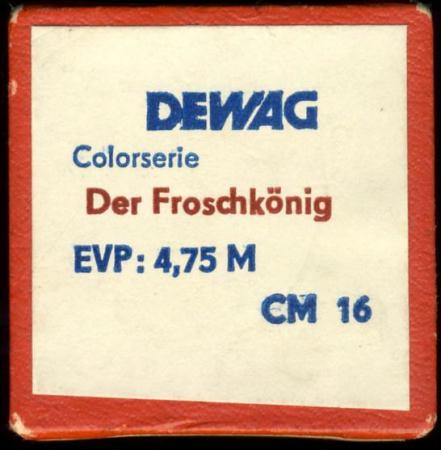 DEWAG
Colorserie
Der Froschkönig
EVP: 4,75 M
CM 16